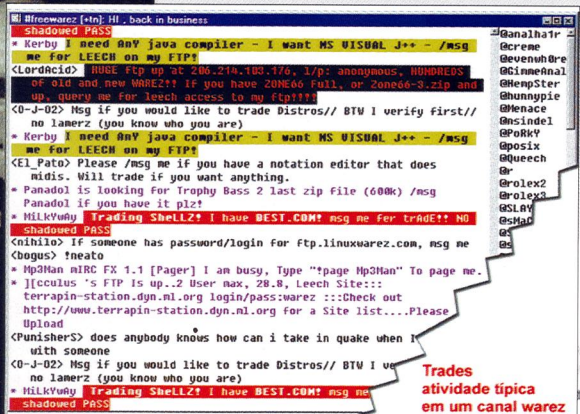 #freewarez [+tn]: HI , back in business
shadowed PASS
* Kerby I need AnY java compiler - I want MS VISUAL J++ - /msg
me for LEECH on my FTP!
<LordAcid> HUGE ftp up at 206.214.103.176, l/p: anonymous, HUNDREDS
of old and new WAREZ!! If you have ZONE66 Full, or Zone66-3.zip and
up, query me for leech access to my ftp!!!!
<O-J-O2> Msg if you would like to trade Distros// BTW I verify first//
no lamerz (you know who you are)
* Kerby I need AnY java compiler - I want MS VISUAL J++ - /msg
me for LEECH on my FTP!
<El_Pato> Please /msg me if you have a notation editor that does
midis. Will trade if you want anything.
* Panadol is looking for Trophy Bass 2 last zip file (600k) /msg
Panadol if you have it plz!
* MiLkYwAy Trading SheLLZ! I have BEST.COM! msg me fer trAdE!! NO
shadowed PASS
<nihilo> If someone has password/login for ftp.linuxwarez.com, msg me
<bogus> !neato
* Mp3Man mIRC FX 1.1 [Pager] I am busy, Type "!page Mp3Man" To page me.
* ][cculus 's FTP Is up..2 User max, 28.8, Leech Site:::
terrapin-station.dyn.ml.org login/pass:warez :::Check out
http://www.terrapin-station.dyn.ml.org for a Site list....Please
Upload
<PunisherS> does anybody knows how can i take in quake when I
with someone
<O-J-O2> Msg if you would like to trade Distros// BTW I ve
no lamerz (you know who you are)
* MiLkYwAy Trading SheLLZ! I have BEST.COM! msg me
shadowed PASS
@analha1r
@creme
@evenwh0re
@GimmeAnal
@HempSter
@hunnypie
@Menace
@nsindel
@PoRkY
@posix
@Queech
@r
@rolex2
@rolex3
@SLAY
@sMaC
@S
@s
Trades
atividade típica
em um canal warez